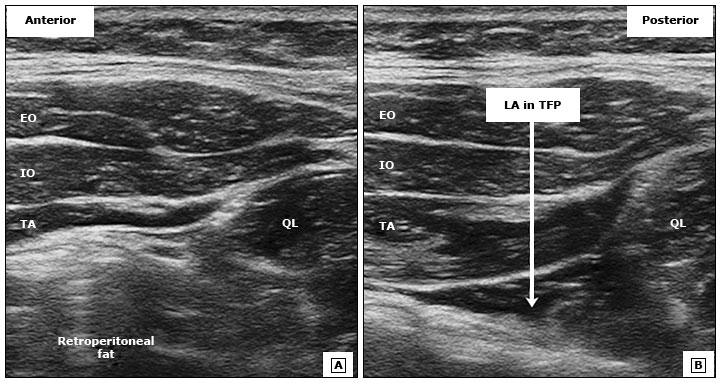 Anterior
EO
IO
TA
QL
Retroperitoneal
fat
A
Posterior
LA in TFP
EO
IO
TA
QL
B